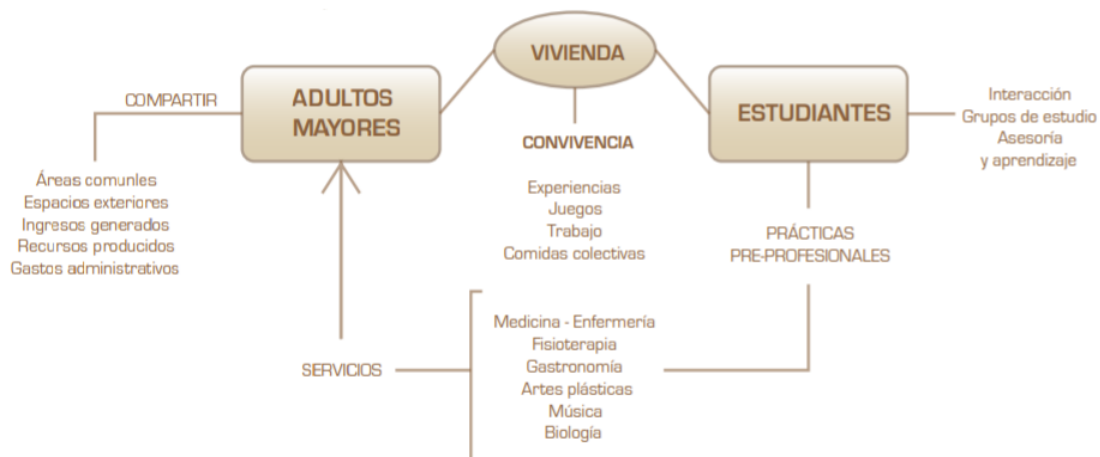 VIVIENDA
COMPARTIR
ADULTOS
MAYORES
ESTUDIANTES
Interacción
Grupos de estudio
Asesoría
y aprendizaje
CONVIVENCIA
Áreas comunles
Espacios exteriores
Ingresos generados
Recursos producidos
Gastos administrativos
Experiencias
Juegos
Trabajo
Comidas colectivas
PRÁCTICAS
PRE-PROFESIONALES
SERVICIOS
Medicina - Enfermería
Fisioterapia
Gastronomía
Artes plásticas
Música
Biología